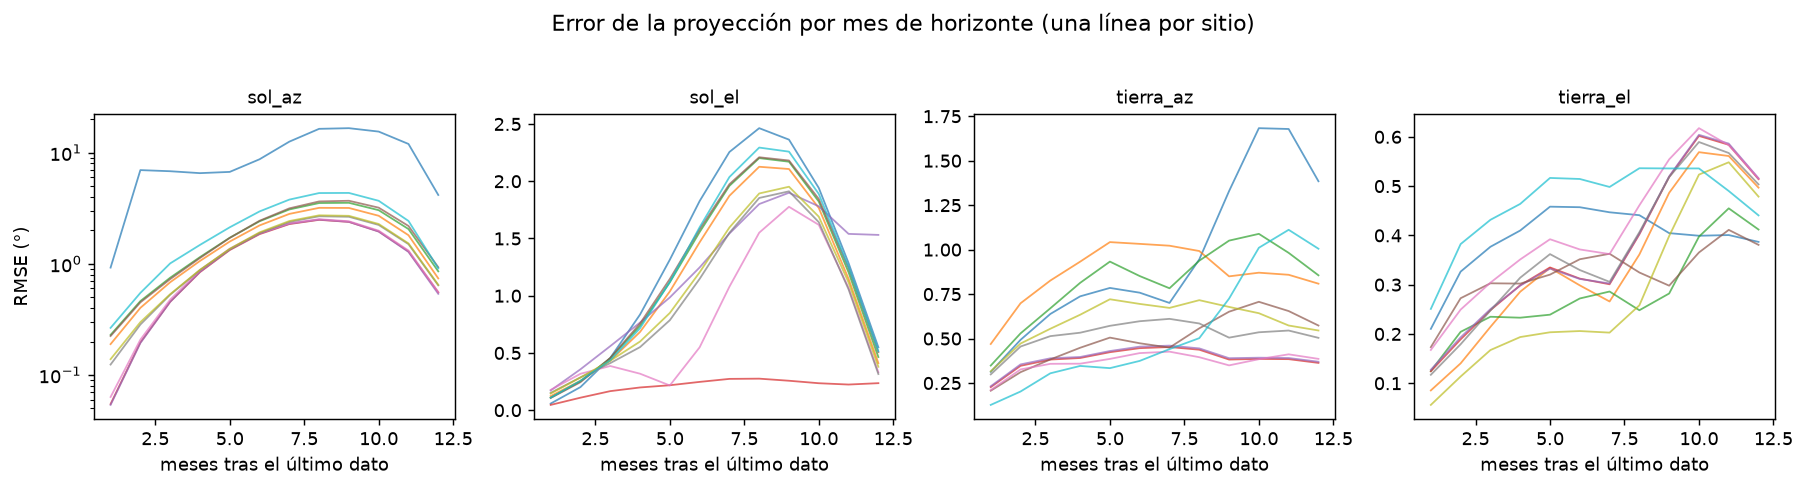 Error de la proyección por mes de horizonte (una línea por sitio)
sol_az
sol_el
tierra_az
tierra_el
RMSE (°)
10¹
10⁰
10⁻¹
2.5 5.0 7.5 10.0 12.5
meses tras el último dato
2.5
2.0
1.5
1.0
0.5
0.0
2.5 5.0 7.5 10.0 12.5
meses tras el último dato
1.75
1.50
1.25
1.00
0.75
0.50
0.25
2.5 5.0 7.5 10.0 12.5
meses tras el último dato
0.6
0.5
0.4
0.3
0.2
0.1
2.5 5.0 7.5 10.0 12.5
meses tras el último dato